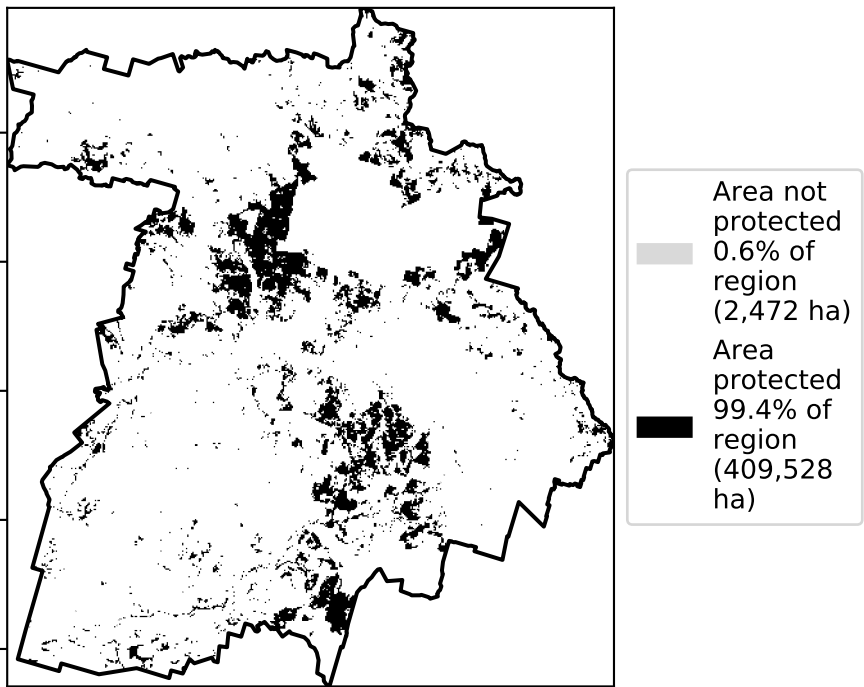 Area not
protected
0.6% of
region
(2,472 ha)
Area
protected
99.4% of
region
(409,528
ha)